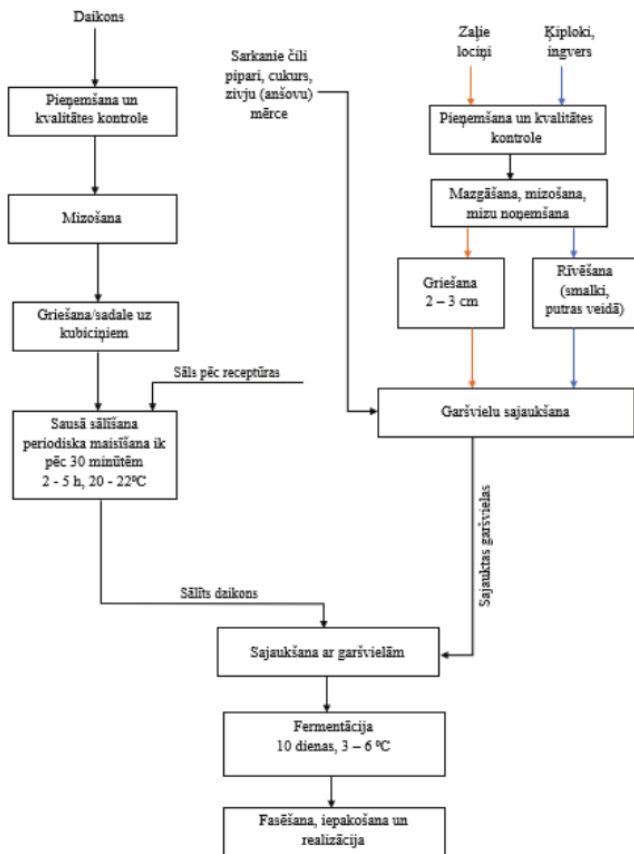 Daikons
Pieņemšana un
kvalitātes kontrole
Mizošana
Griešana/sadale uz
kubiciņiem
Sāls pēc receptūras
Sausā sālīšana
periodiska maisīšana ik
pēc 30 minūtēm
2 - 5 h, 20 - 22ºC
Sālīts daikons
Sarkanie čili
pipari, cukurs,
zivju (anšovu)
mērce
Zaļie
lociņi
Ķiploki,
ingvers
Pieņemšana un kvalitātes
kontrole
Mazgāšana, mizošana,
mizu noņemšana
Griešana
2 – 3 cm
Rīvēšana
(smalki,
putras veidā)
Garšvielu sajaukšana
Sajauktas garšvielas
Sajaukšana ar garšvielām
Fermentācija
10 dienas, 3 – 6 ºC
Fasēšana, iepakošana un
realizācija